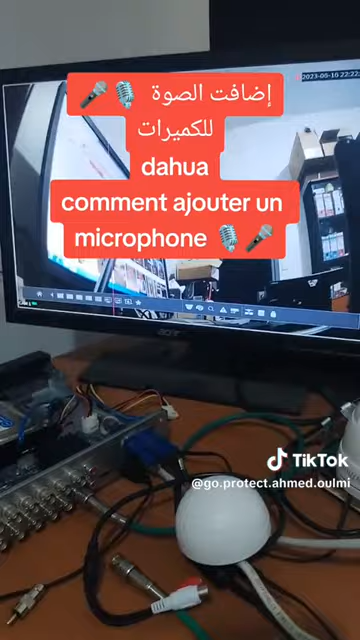 2023-06-10 22:22
إضافت الصوة 🎙️ 🎤
للكميرات
dahua
comment ajouter un
microphone 🎙️ 🎤
acer
TikTok
@go.protect.ahmed.oulmi